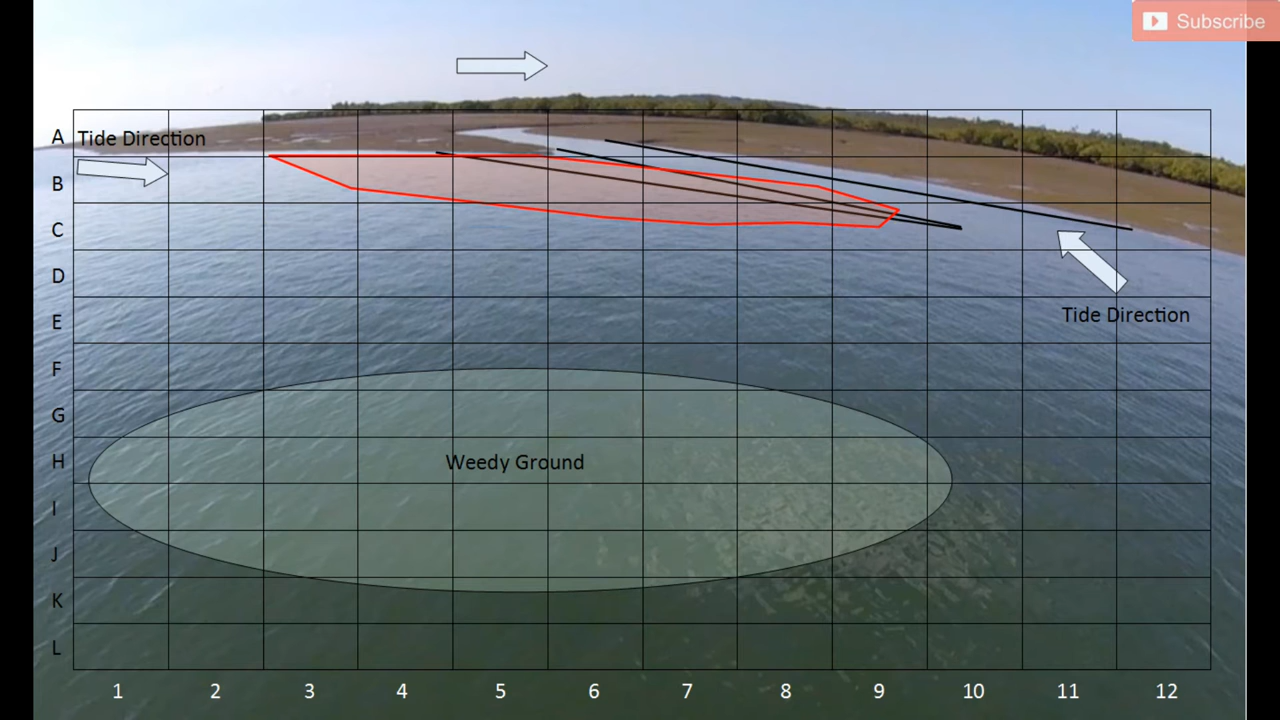 Subscribe
A
Tide Direction
B
C
D
E
Tide Direction
F
G
H
Weedy Ground
I
J
K
L
1 2 3 4 5 6 7 8 9 10 11 12